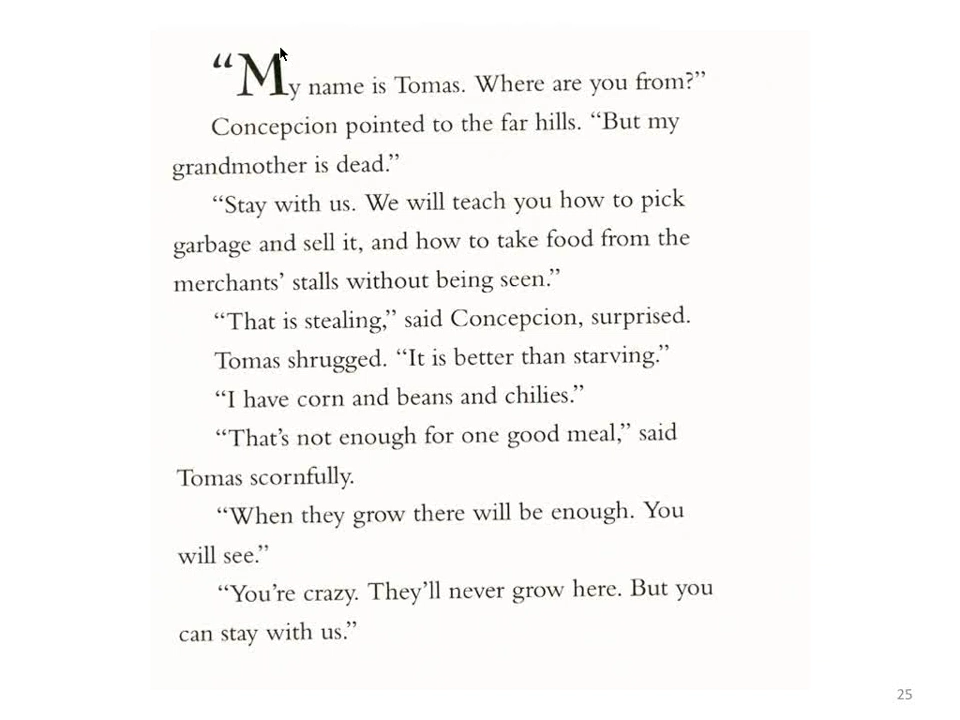 “My name is Tomas. Where are you from?”
Concepcion pointed to the far hills. “But my
grandmother is dead.”
“Stay with us. We will teach you how to pick
garbage and sell it, and how to take food from the
merchants’ stalls without being seen.”
“That is stealing,” said Concepcion, surprised.
Tomas shrugged. “It is better than starving.”
“I have corn and beans and chilies.”
“That’s not enough for one good meal,” said
Tomas scornfully.
“When they grow there will be enough. You
will see.”
“You’re crazy. They’ll never grow here. But you
can stay with us.”
25